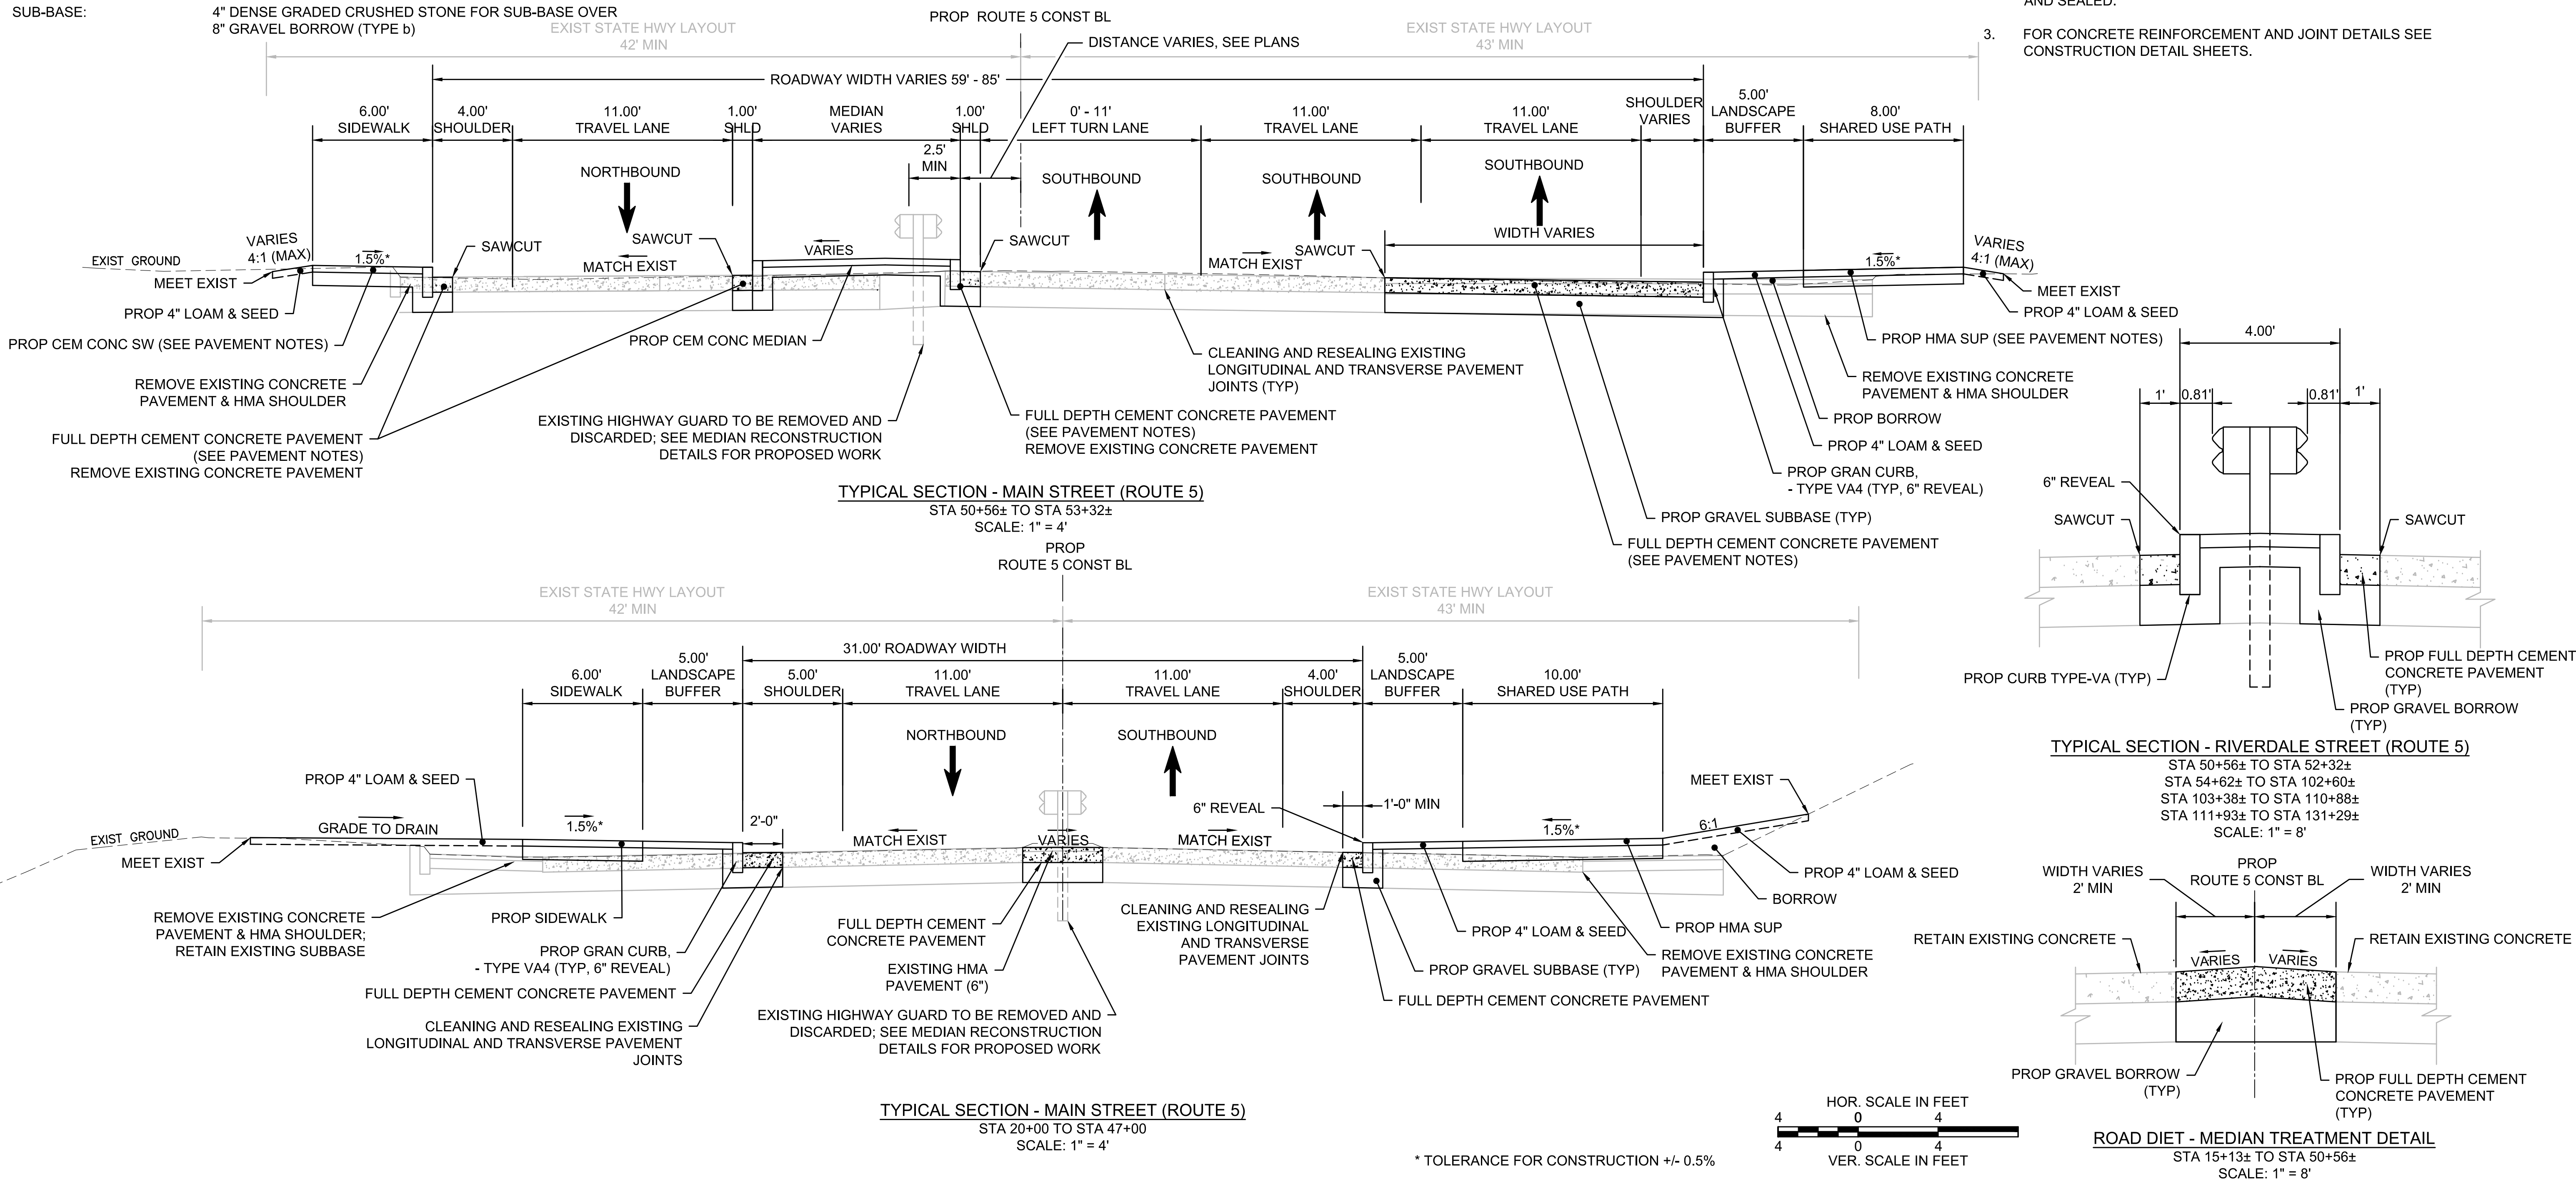 SUB-BASE:
4" DENSE GRADED CRUSHED STONE FOR SUB-BASE OVER
8" GRAVEL BORROW (TYPE b)
AND SEALED.
3. FOR CONCRETE REINFORCEMENT AND JOINT DETAILS SEE
CONSTRUCTION DETAIL SHEETS.
EXIST STATE HWY LAYOUT
42' MIN
PROP ROUTE 5 CONST BL
DISTANCE VARIES, SEE PLANS
EXIST STATE HWY LAYOUT
43' MIN
ROADWAY WIDTH VARIES 59' - 85'
6.00'
SIDEWALK
4.00'
SHOULDER
11.00'
TRAVEL LANE
1.00'
SHLD
MEDIAN
VARIES
1.00'
SHLD
0' - 11'
LEFT TURN LANE
11.00'
TRAVEL LANE
11.00'
TRAVEL LANE
SHOULDER
VARIES
5.00'
LANDSCAPE
BUFFER
8.00'
SHARED USE PATH
2.5'
MIN
NORTHBOUND
SOUTHBOUND
SOUTHBOUND
SOUTHBOUND
EXIST GROUND
VARIES
4:1 (MAX)
1.5%*
SAWCUT
MATCH EXIST
SAWCUT
VARIES
SAWCUT
MATCH EXIST
SAWCUT
WIDTH VARIES
1.5%*
VARIES
4:1 (MAX)
MEET EXIST
PROP 4" LOAM & SEED
PROP CEM CONC SW (SEE PAVEMENT NOTES)
REMOVE EXISTING CONCRETE
PAVEMENT & HMA SHOULDER
FULL DEPTH CEMENT CONCRETE PAVEMENT
(SEE PAVEMENT NOTES)
REMOVE EXISTING CONCRETE PAVEMENT
PROP CEM CONC MEDIAN
EXISTING HIGHWAY GUARD TO BE REMOVED AND
DISCARDED; SEE MEDIAN RECONSTRUCTION
DETAILS FOR PROPOSED WORK
CLEANING AND RESEALING EXISTING
LONGITUDINAL AND TRANSVERSE PAVEMENT
JOINTS (TYP)
FULL DEPTH CEMENT CONCRETE PAVEMENT
(SEE PAVEMENT NOTES)
REMOVE EXISTING CONCRETE PAVEMENT
MEET EXIST
PROP 4" LOAM & SEED
PROP HMA SUP (SEE PAVEMENT NOTES)
REMOVE EXISTING CONCRETE
PAVEMENT & HMA SHOULDER
PROP BORROW
PROP 4" LOAM & SEED
PROP GRAN CURB,
- TYPE VA4 (TYP, 6" REVEAL)
PROP GRAVEL SUBBASE (TYP)
FULL DEPTH CEMENT CONCRETE PAVEMENT
(SEE PAVEMENT NOTES)
TYPICAL SECTION - MAIN STREET (ROUTE 5)
STA 50+56± TO STA 53+32±
SCALE: 1" = 4'
4.00'
1'
0.81'
0.81'
1'
6" REVEAL
SAWCUT
SAWCUT
PROP CURB TYPE-VA (TYP)
PROP FULL DEPTH CEMENT
CONCRETE PAVEMENT
(TYP)
PROP GRAVEL BORROW
(TYP)
TYPICAL SECTION - RIVERDALE STREET (ROUTE 5)
STA 50+56± TO STA 52+32±
STA 54+62± TO STA 102+60±
STA 103+38± TO STA 110+88±
STA 111+93± TO STA 131+29±
SCALE: 1" = 8'
PROP
ROUTE 5 CONST BL
EXIST STATE HWY LAYOUT
42' MIN
EXIST STATE HWY LAYOUT
43' MIN
31.00' ROADWAY WIDTH
6.00'
SIDEWALK
5.00'
LANDSCAPE
BUFFER
5.00'
SHOULDER
11.00'
TRAVEL LANE
11.00'
TRAVEL LANE
4.00'
SHOULDER
5.00'
LANDSCAPE
BUFFER
10.00'
SHARED USE PATH
NORTHBOUND
SOUTHBOUND
PROP 4" LOAM & SEED
EXIST GROUND
GRADE TO DRAIN
1.5%*
2'-0"
MATCH EXIST
VARIES
MATCH EXIST
6" REVEAL
1'-0" MIN
1.5%*
6:1
MEET EXIST
MEET EXIST
REMOVE EXISTING CONCRETE
PAVEMENT & HMA SHOULDER;
RETAIN EXISTING SUBBASE
PROP SIDEWALK
PROP GRAN CURB,
- TYPE VA4 (TYP, 6" REVEAL)
FULL DEPTH CEMENT CONCRETE PAVEMENT
CLEANING AND RESEALING EXISTING
LONGITUDINAL AND TRANSVERSE PAVEMENT
JOINTS
FULL DEPTH CEMENT
CONCRETE PAVEMENT
EXISTING HMA
PAVEMENT (6")
EXISTING HIGHWAY GUARD TO BE REMOVED AND
DISCARDED; SEE MEDIAN RECONSTRUCTION
DETAILS FOR PROPOSED WORK
CLEANING AND RESEALING
EXISTING LONGITUDINAL
AND TRANSVERSE
PAVEMENT JOINTS
PROP 4" LOAM & SEED
BORROW
PROP HMA SUP
PROP 4" LOAM & SEED
REMOVE EXISTING CONCRETE
PAVEMENT & HMA SHOULDER
PROP GRAVEL SUBBASE (TYP)
FULL DEPTH CEMENT CONCRETE PAVEMENT
TYPICAL SECTION - MAIN STREET (ROUTE 5)
STA 20+00 TO STA 47+00
SCALE: 1" = 4'
* TOLERANCE FOR CONSTRUCTION +/- 0.5%
HOR. SCALE IN FEET
4 0 4
4 0 4
VER. SCALE IN FEET
PROP
ROUTE 5 CONST BL
WIDTH VARIES
2' MIN
WIDTH VARIES
2' MIN
RETAIN EXISTING CONCRETE
RETAIN EXISTING CONCRETE
VARIES
VARIES
PROP GRAVEL BORROW
(TYP)
PROP FULL DEPTH CEMENT
CONCRETE PAVEMENT
(TYP)
ROAD DIET - MEDIAN TREATMENT DETAIL
STA 15+13± TO STA 50+56±
SCALE: 1" = 8'